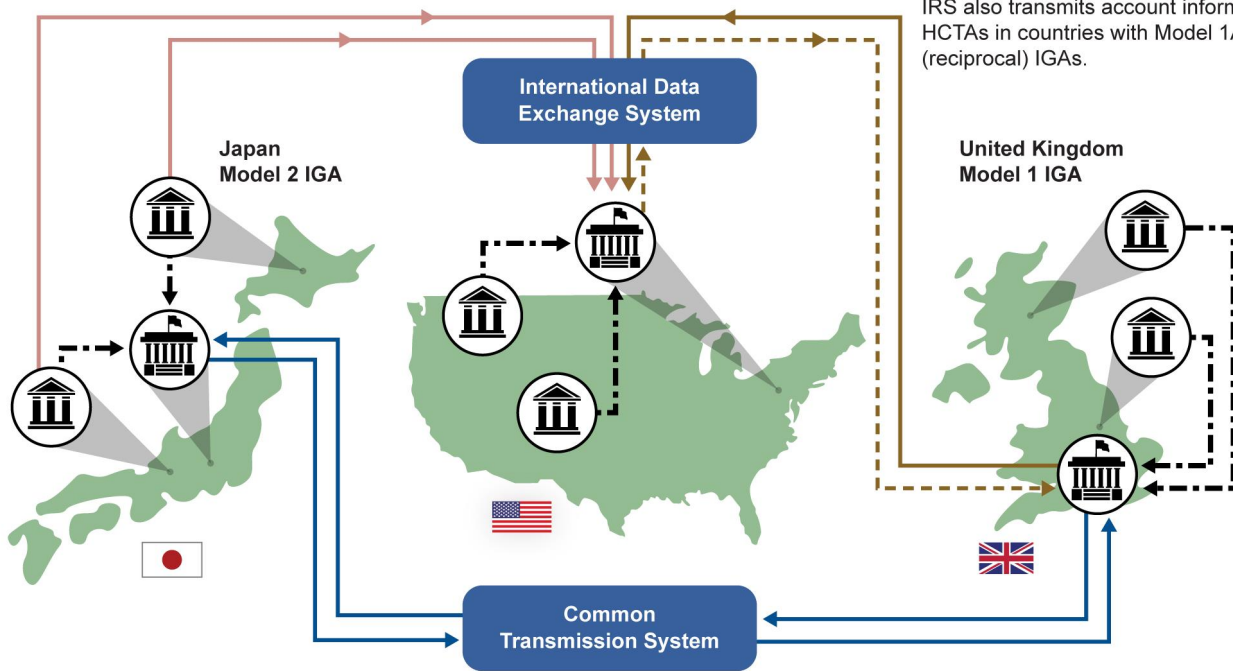 IRS also transmits account inform
HCTAs in countries with Model 1A
(reciprocal) IGAs.
International Data
Exchange System
Japan
Model 2 IGA
United Kingdom
Model 1 IGA
Common
Transmission System